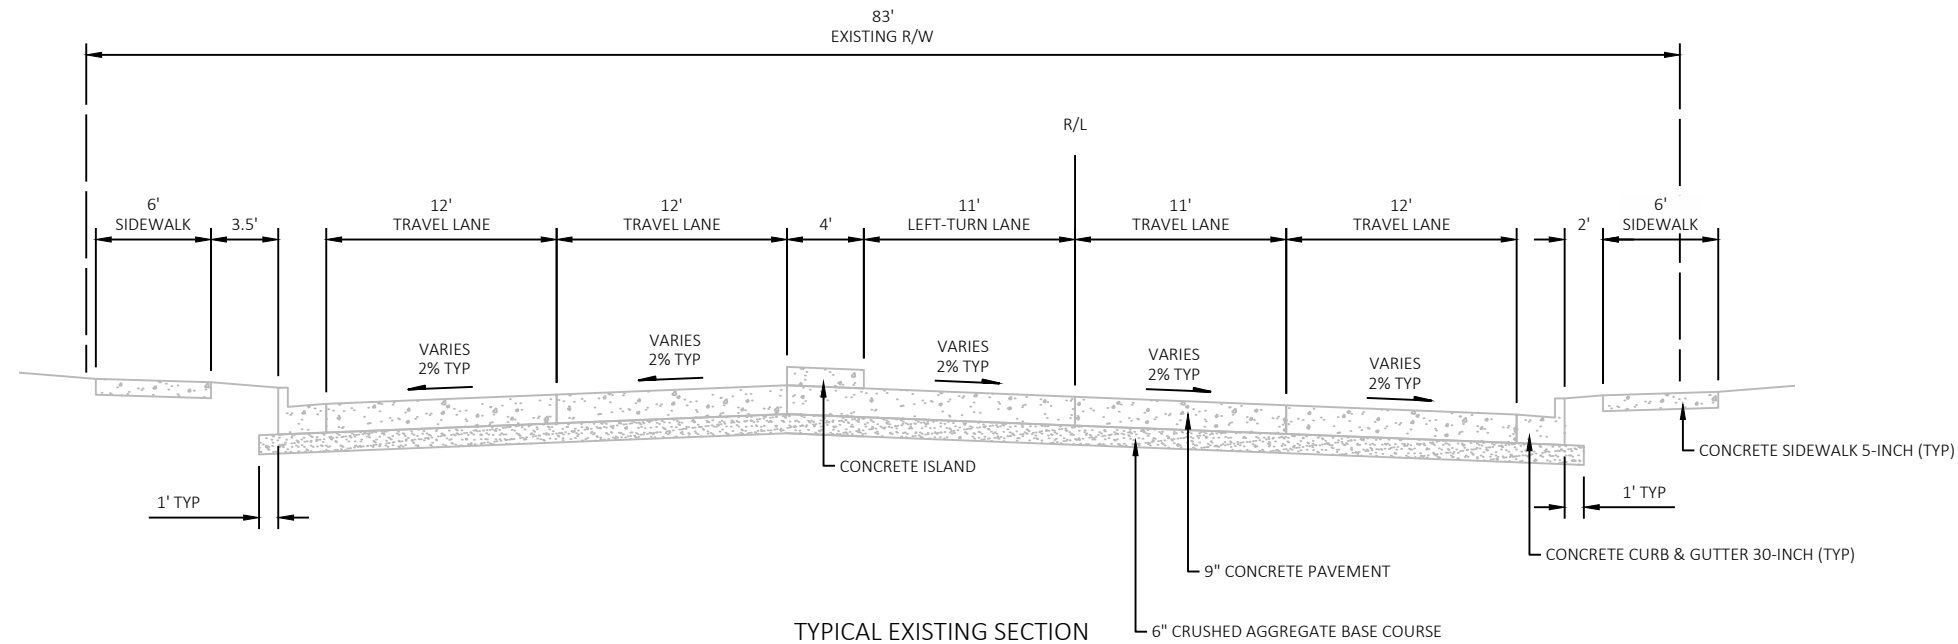 83'
EXISTING R/W
R/L
6'
SIDEWALK
3.5'
12'
TRAVEL LANE
12'
TRAVEL LANE
4'
11'
LEFT-TURN LANE
11'
TRAVEL LANE
12'
TRAVEL LANE
2'
6'
SIDEWALK
VARIES
2% TYP
VARIES
2% TYP
VARIES
2% TYP
VARIES
2% TYP
VARIES
2% TYP
CONCRETE ISLAND
CONCRETE SIDEWALK 5-INCH (TYP)
1' TYP
1' TYP
CONCRETE CURB & GUTTER 30-INCH (TYP)
9" CONCRETE PAVEMENT
6" CRUSHED AGGREGATE BASE COURSE
TYPICAL EXISTING SECTION